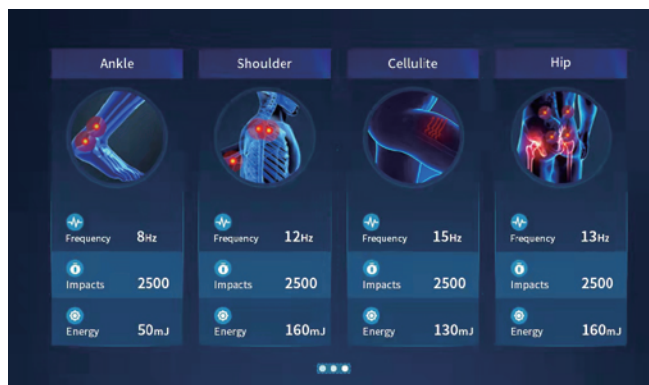 Ankle
Shoulder
Cellulite
Hip
Frequency 8Hz
Frequency 12Hz
Frequency 15Hz
Frequency 13Hz
Impacts 2500
Impacts 2500
Impacts 2500
Impacts 2500
Energy 50mJ
Energy 160mJ
Energy 130mJ
Energy 160mJ